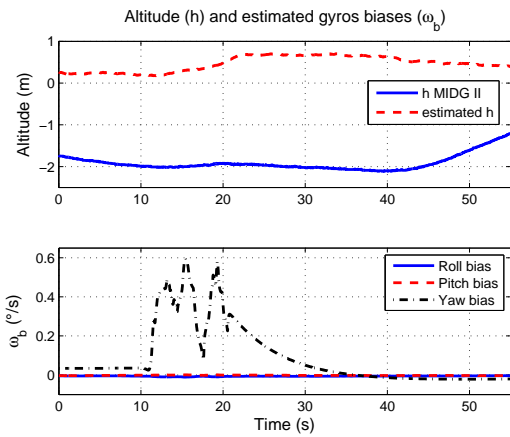 Altitude (h) and estimated gyros biases (ω_b)
1
0
−1
−2
Altitude (m)
h MIDG II
estimated h
0 10 20 30 40 50
0.6
0.4
0.2
0
ω_b (°/s)
Roll bias
Pitch bias
Yaw bias
0 10 20 30 40 50
Time (s)